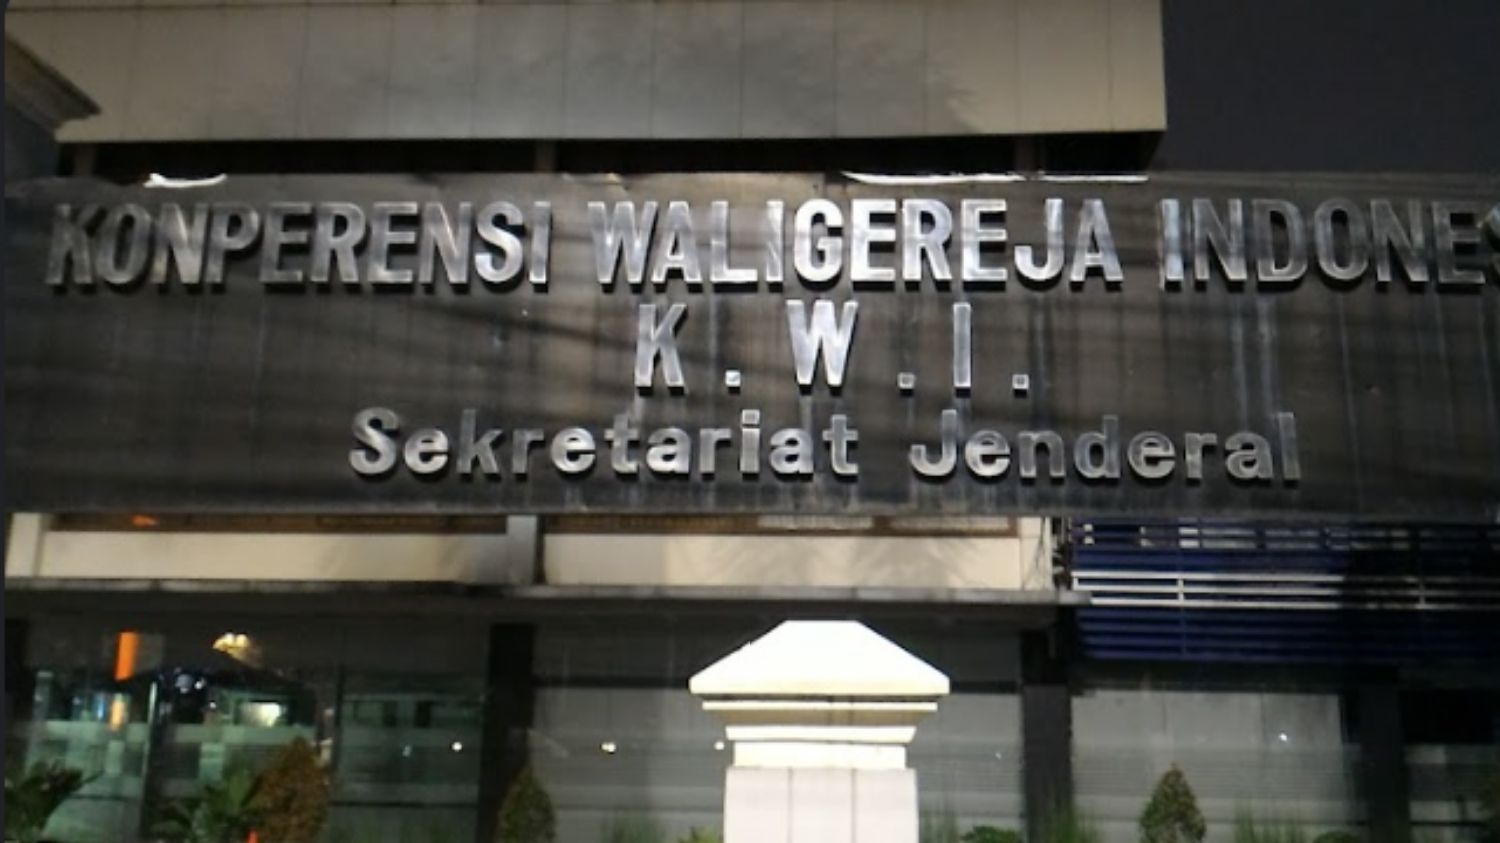 KONPERENSI WALIGEREJA INDONES
K.W.I.
Sekretariat Jenderal